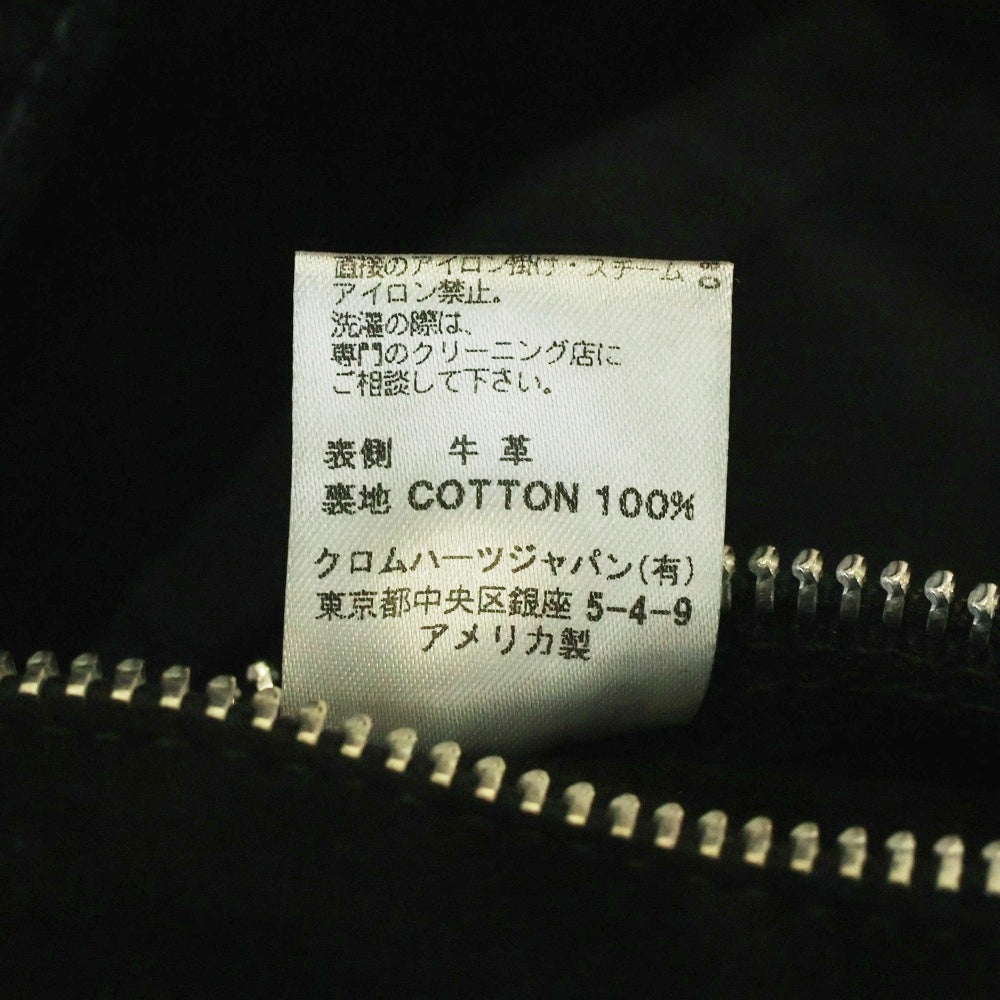 直接のアイロン掛け・スチーム
アイロン禁止。
洗濯の際は、
専門のクリーニング店に
ご相談して下さい。
表側 牛革
裏地 COTTON 100%
クロムハーツジャパン(有)
東京都中央区銀座 5-4-9
アメリカ製